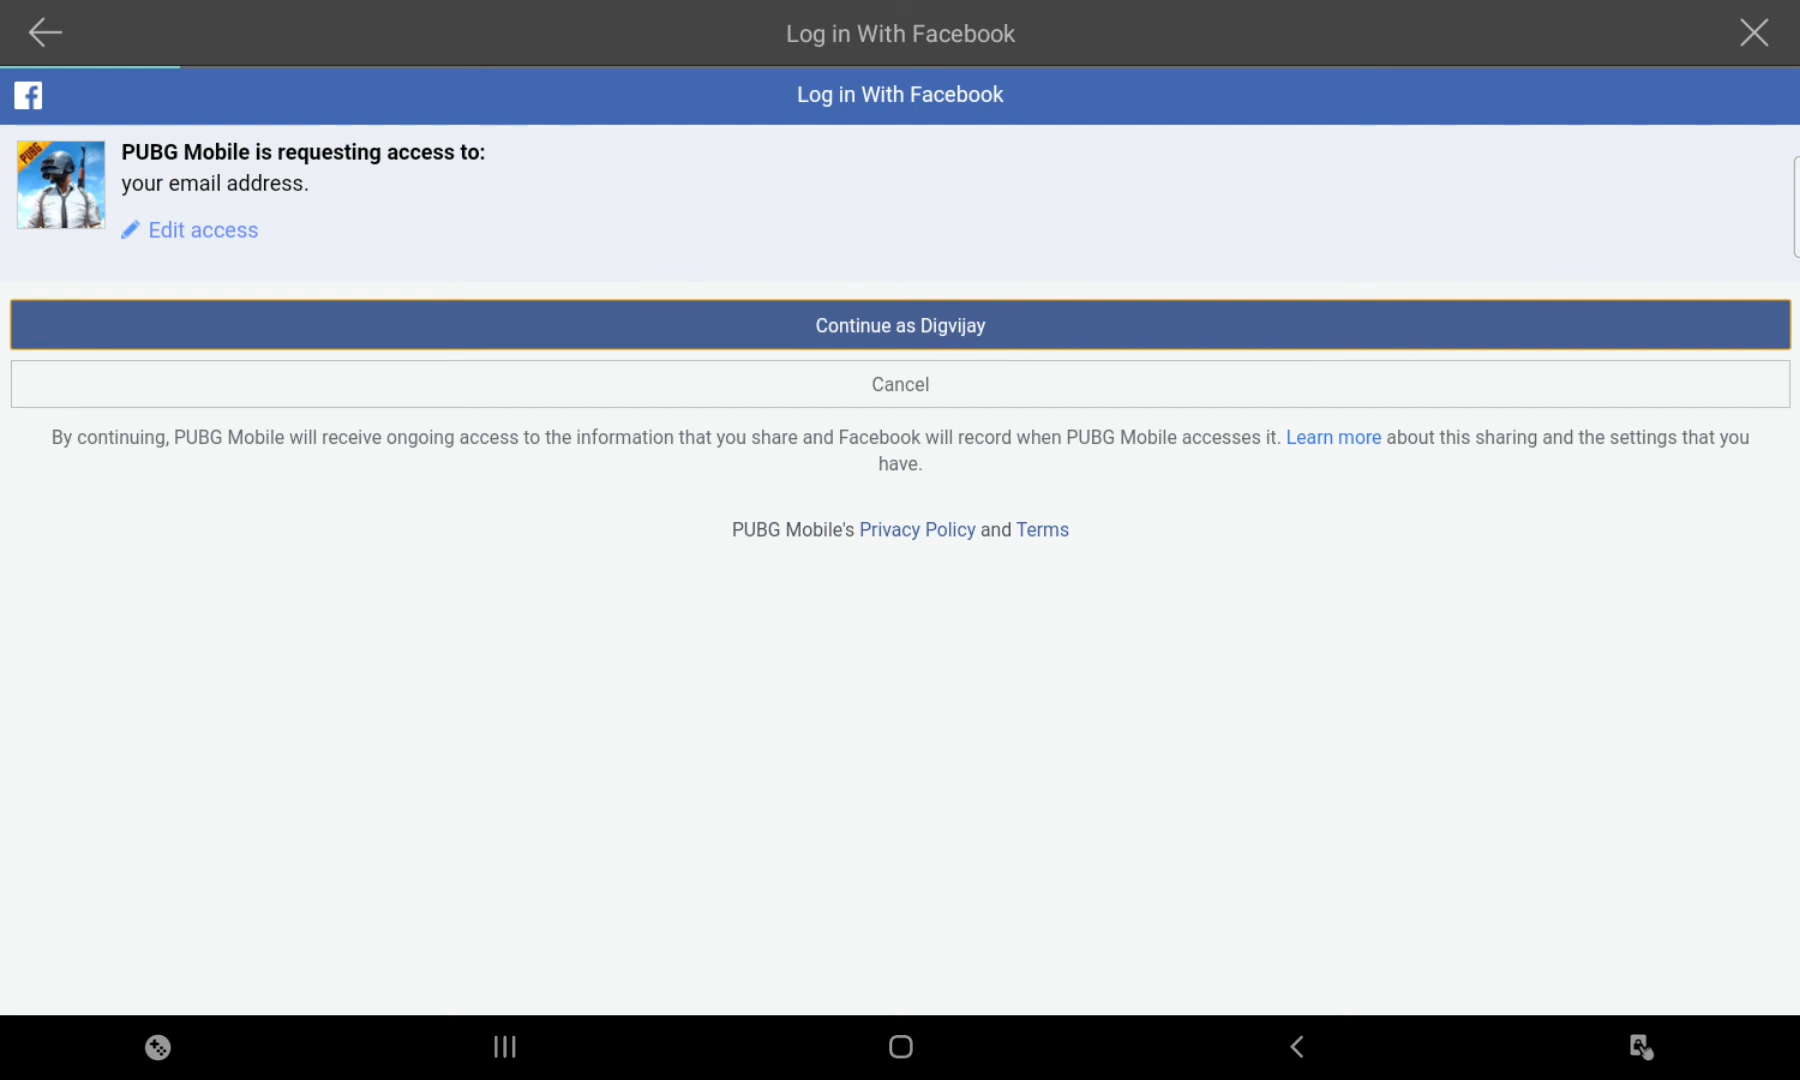 Log in With Facebook
Log in With Facebook
PUBG Mobile is requesting access to:
your email address.
Edit access
PUBG
Continue as Digvijay
Cancel
By continuing, PUBG Mobile will receive ongoing access to the information that you share and Facebook will record when PUBG Mobile accesses it. Learn more about this sharing and the settings that you
have.
PUBG Mobile's Privacy Policy and Terms